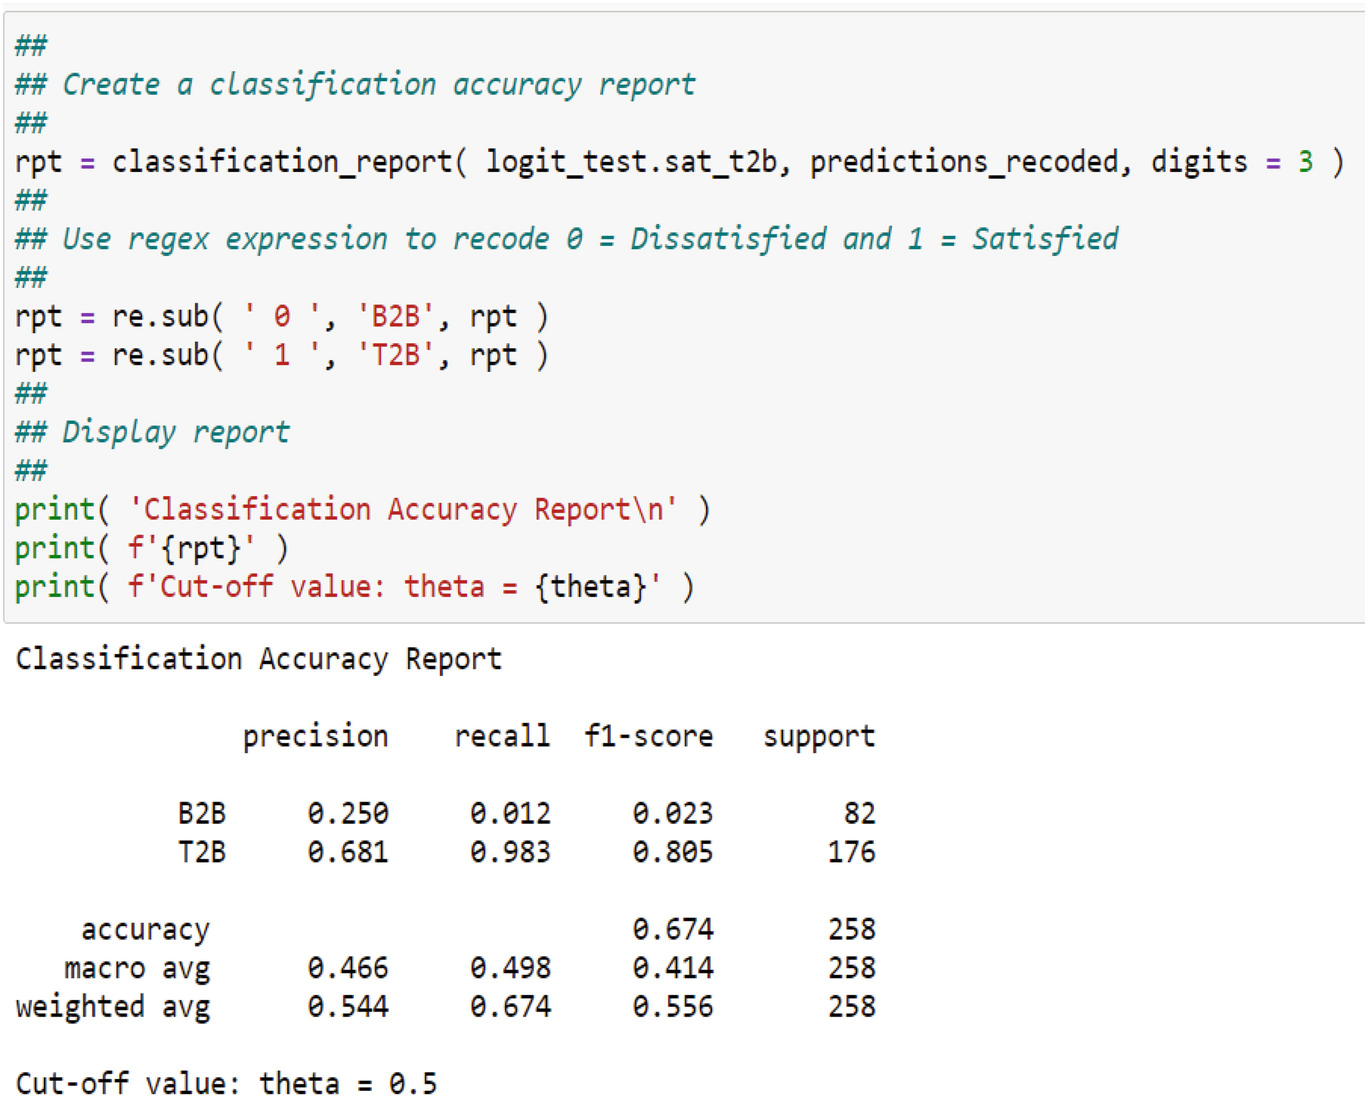 ##
## Create a classification accuracy report
##
rpt = classification_report( logit_test.sat_t2b, predictions_recoded, digits = 3 )
##
## Use regex expression to recode 0 = Dissatisfied and 1 = Satisfied
##
rpt = re.sub( ' 0 ', 'B2B', rpt )
rpt = re.sub( ' 1 ', 'T2B', rpt )
##
## Display report
##
print( 'Classification Accuracy Report\n' )
print( f'{rpt}' )
print( f'Cut-off value: theta = {theta}' )
Classification Accuracy Report
precision recall f1-score support
B2B 0.250 0.012 0.023 82
T2B 0.681 0.983 0.805 176
accuracy 0.674 258
macro avg 0.466 0.498 0.414 258
weighted avg 0.544 0.674 0.556 258
Cut-off value: theta = 0.5